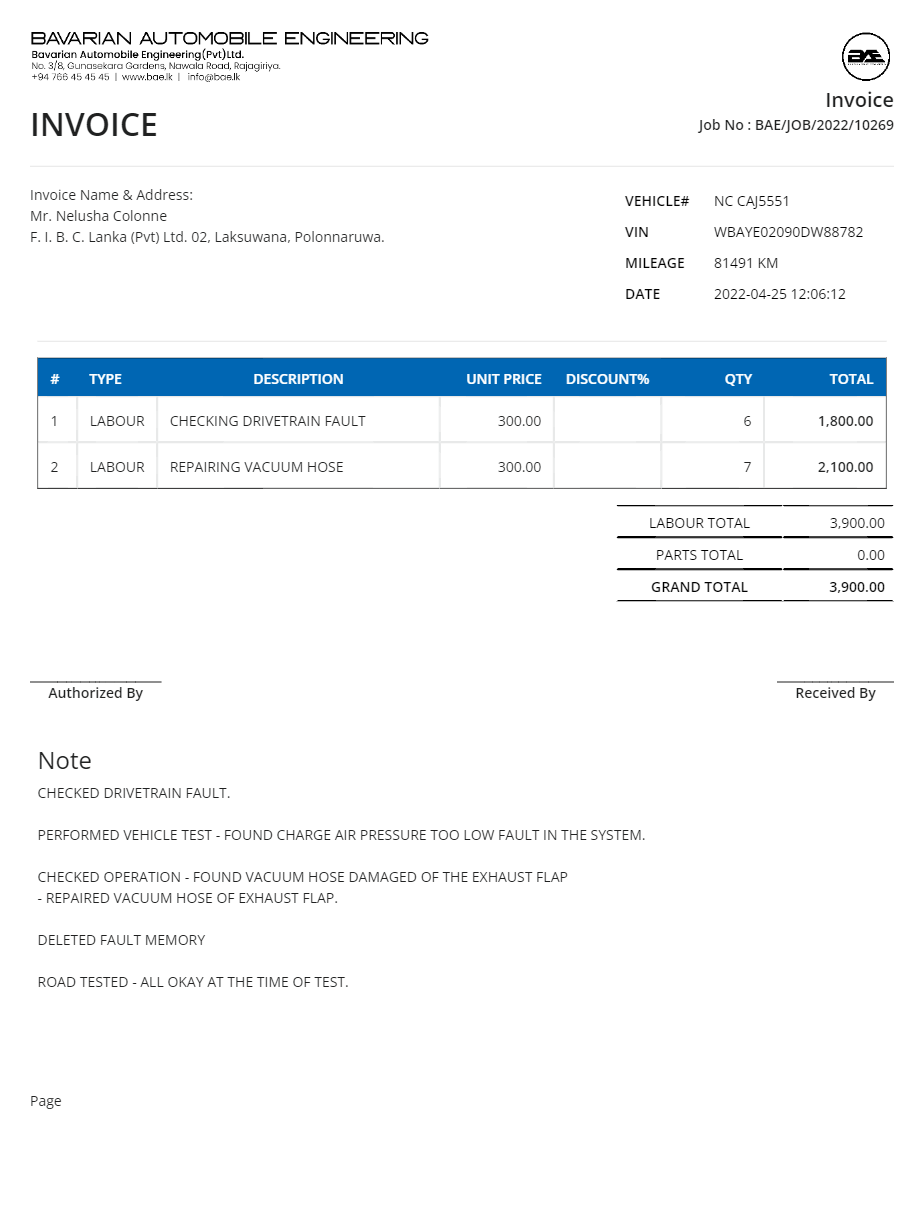 BAVARIAN AUTOMOBILE ENGINEERING
Bavarian Automobile Engineering(Pvt)Ltd.
No. 3/8, Gunasekara Gardens, Nawala Road, Rajagiriya.
+94 766 45 45 45 | www.bae.lk | info@bae.lk
BAE
Invoice
INVOICE
Job No : BAE/JOB/2022/10269
Invoice Name & Address:
Mr. Nelusha Colonne
F. I. B. C. Lanka (Pvt) Ltd. 02, Laksuwana, Polonnaruwa.
VEHICLE# NC CAJ5551
VIN WBAYE02090DW88782
MILEAGE 81491 KM
DATE 2022-04-25 12:06:12
# TYPE DESCRIPTION UNIT PRICE DISCOUNT% QTY TOTAL
1 LABOUR CHECKING DRIVETRAIN FAULT 300.00 6 1,800.00
2 LABOUR REPAIRING VACUUM HOSE 300.00 7 2,100.00
LABOUR TOTAL 3,900.00
PARTS TOTAL 0.00
GRAND TOTAL 3,900.00
Authorized By Received By
Note
CHECKED DRIVETRAIN FAULT.
PERFORMED VEHICLE TEST - FOUND CHARGE AIR PRESSURE TOO LOW FAULT IN THE SYSTEM.
CHECKED OPERATION - FOUND VACUUM HOSE DAMAGED OF THE EXHAUST FLAP
- REPAIRED VACUUM HOSE OF EXHAUST FLAP.
DELETED FAULT MEMORY
ROAD TESTED - ALL OKAY AT THE TIME OF TEST.
Page